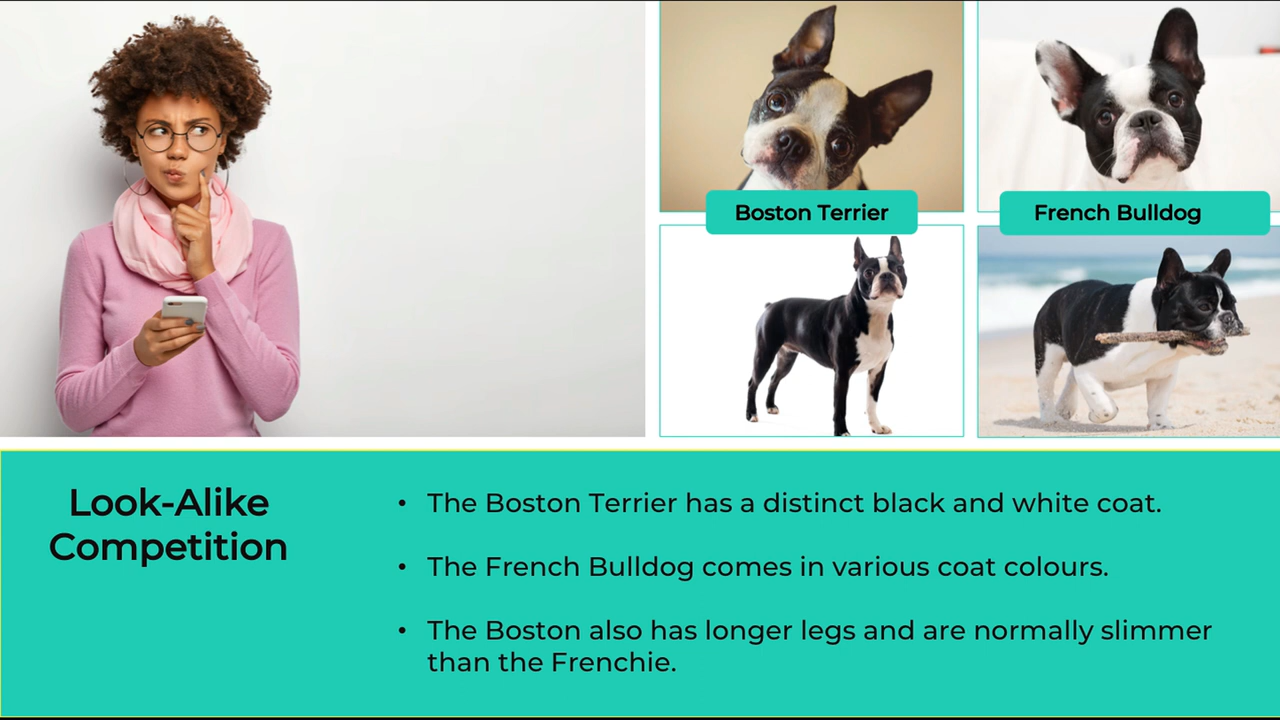 Boston Terrier
French Bulldog
Look-Alike
Competition
• The Boston Terrier has a distinct black and white coat.
• The French Bulldog comes in various coat colours.
• The Boston also has longer legs and are normally slimmer
than the Frenchie.